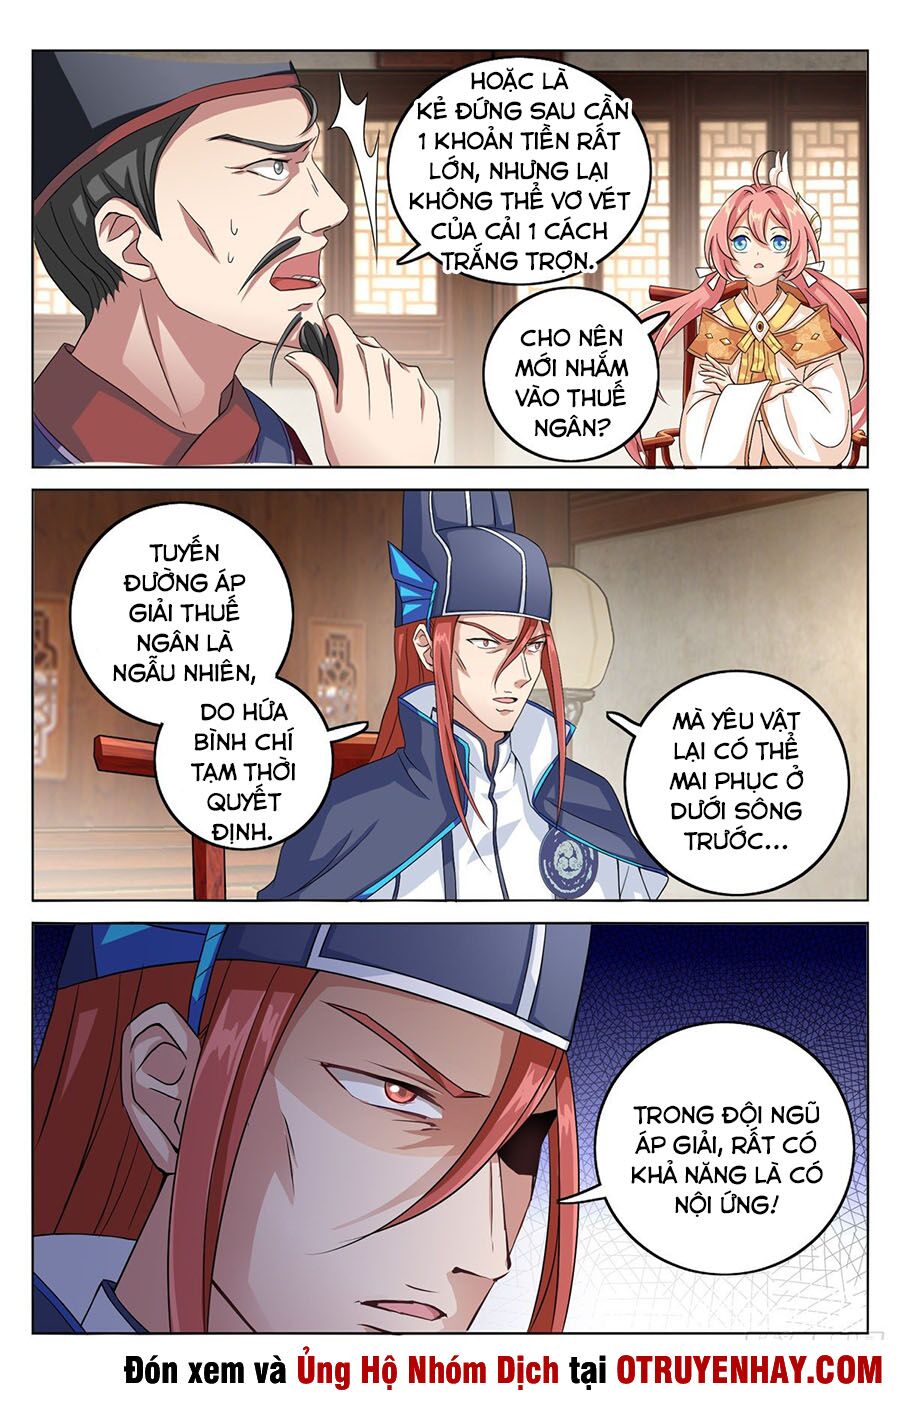 HOẶC LÀ
KẺ ĐỨNG SAU CẦN
1 KHOẢN TIỀN RẤT
LỚN, NHƯNG LẠI
KHÔNG THỂ VƠ VÉT
CỦA CẢI 1 CÁCH
TRẮNG TRỢN.
CHO NÊN
MỚI NHẮM
VÀO THUẾ
NGÂN?
TUYẾN
ĐƯỜNG ÁP
GIẢI THUẾ
NGÂN LÀ
NGẪU NHIÊN,
DO HỨA
BÌNH CHÍ
TẠM THỜI
QUYẾT
ĐỊNH.
MÀ YÊU VẬT
LẠI CÓ THỂ
MAI PHỤC Ở
DƯỚI SÔNG
TRƯỚC...
TRONG ĐỘI NGŨ
ÁP GIẢI, RẤT CÓ
KHẢ NĂNG LÀ CÓ
NỘI ỨNG!
Đón xem và Ủng Hộ Nhóm Dịch tại OTRUYENHAY.COM